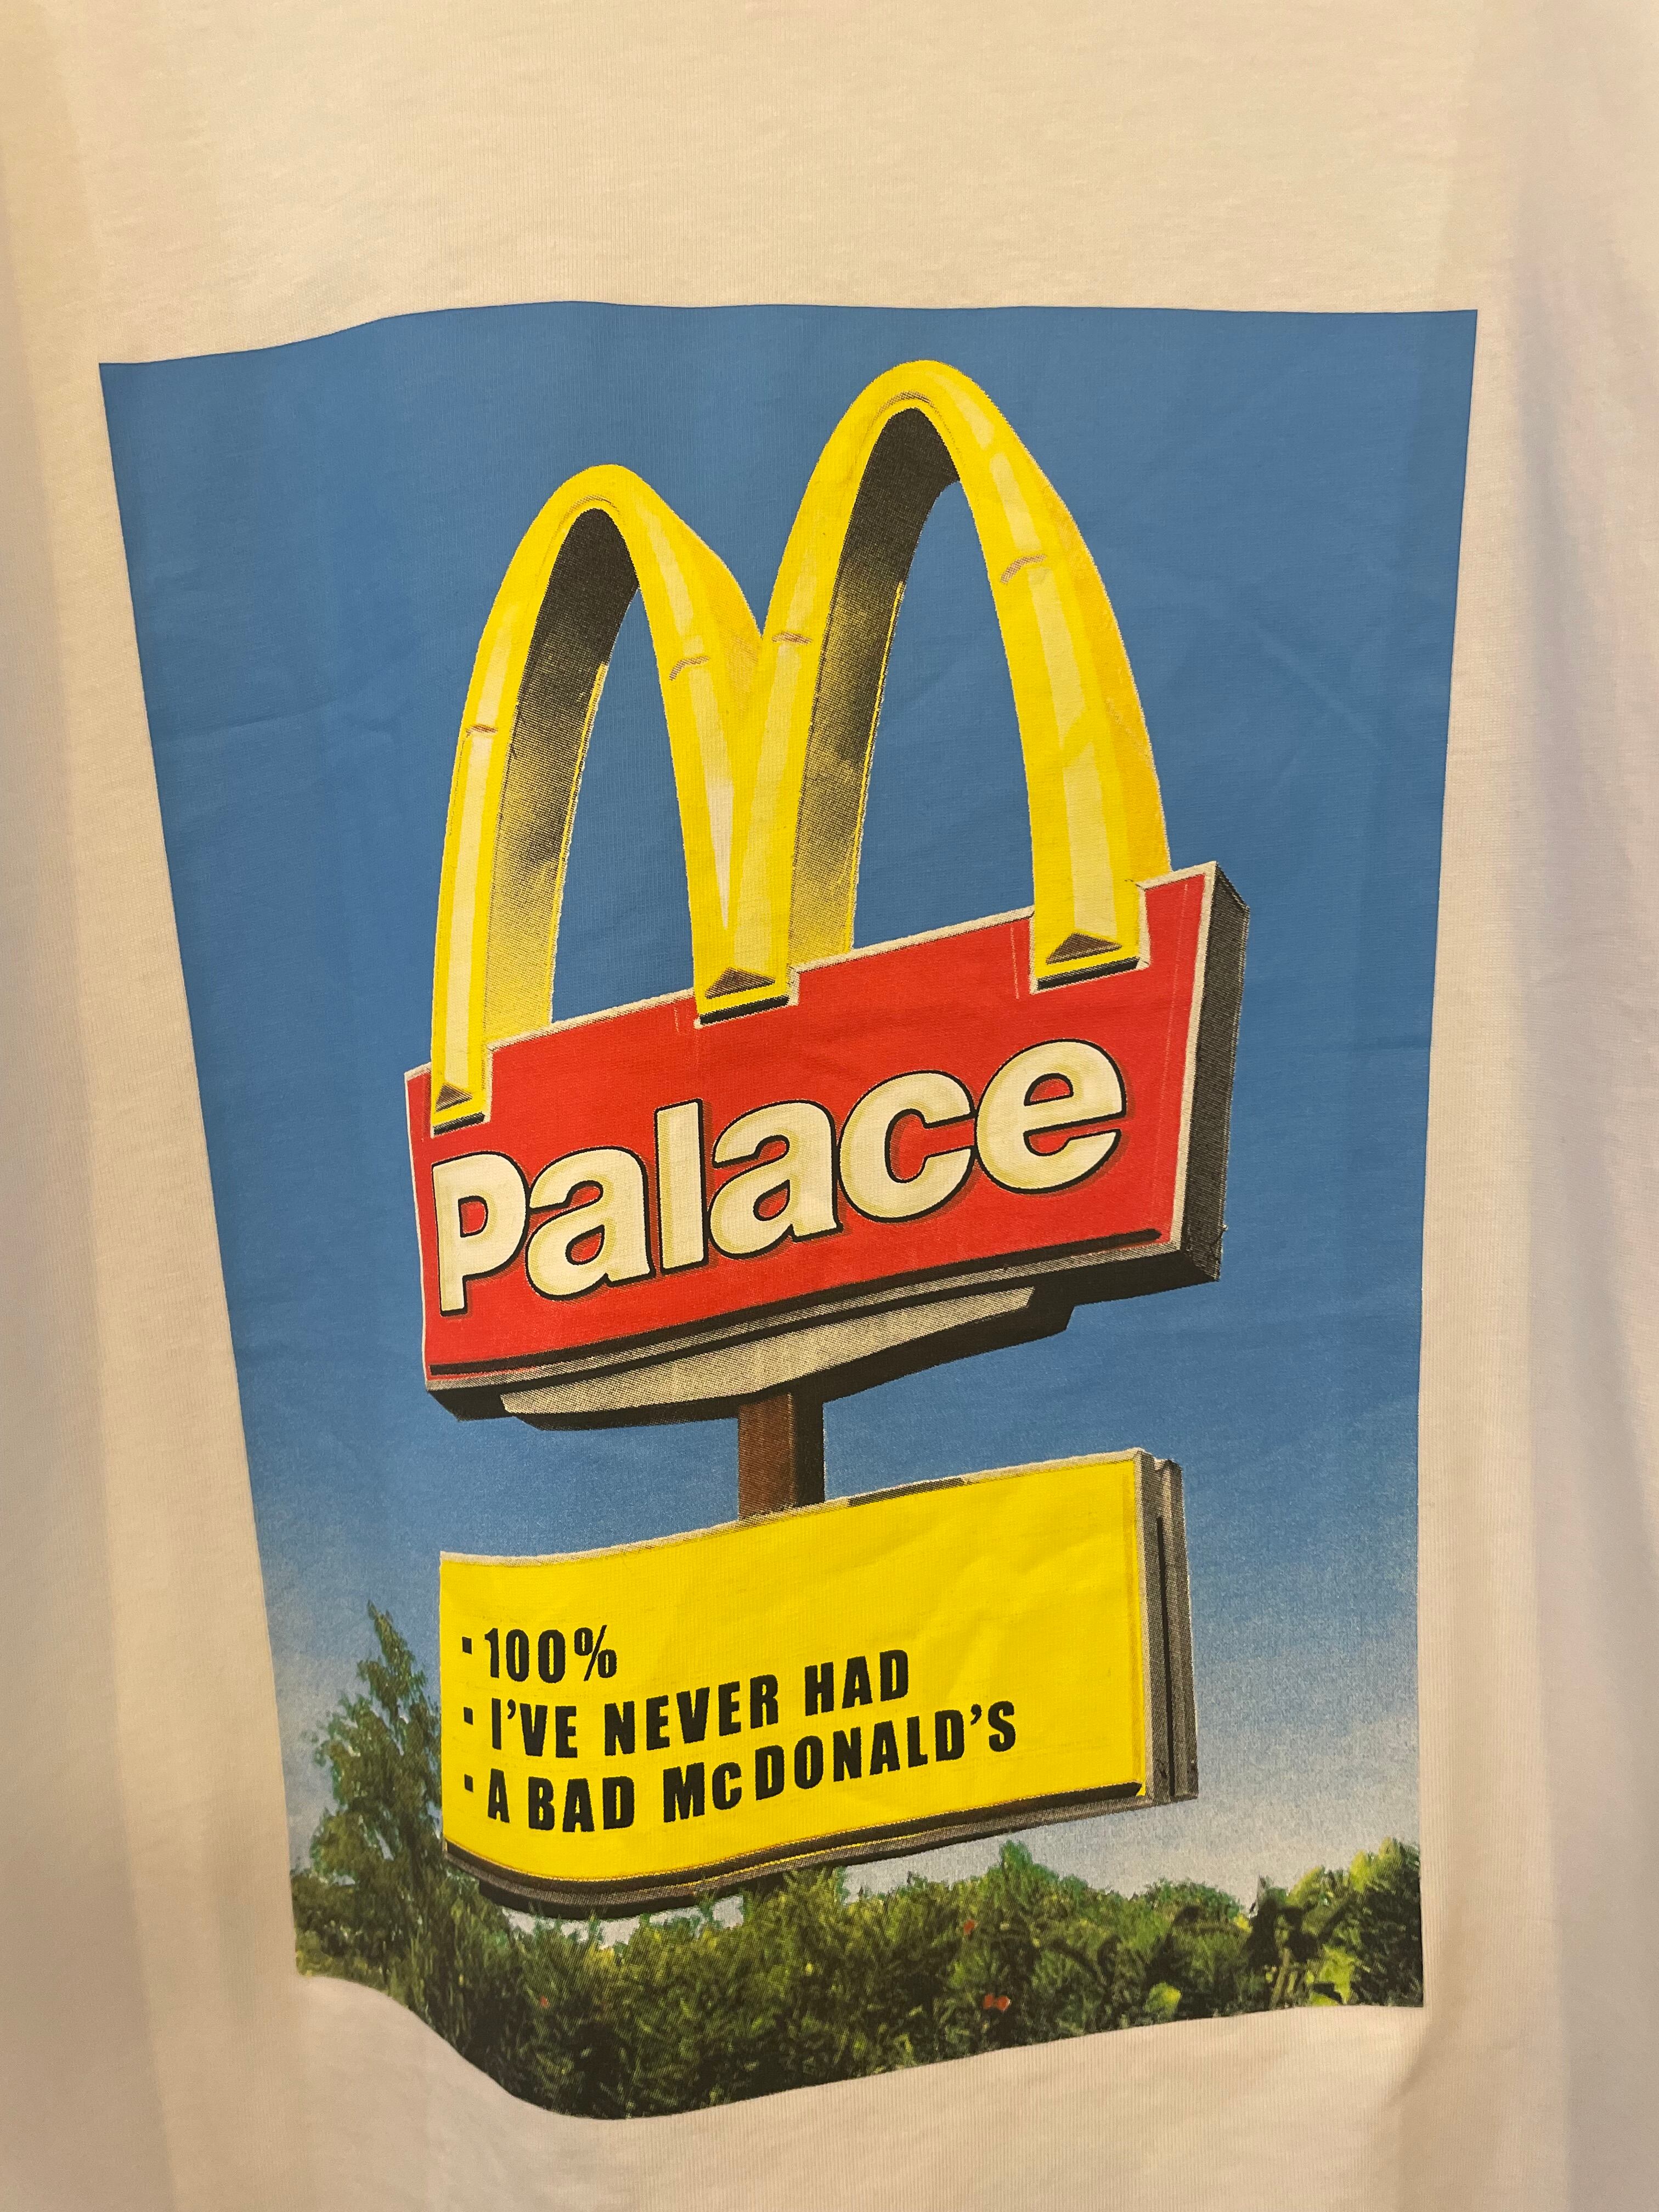 Palace
· 100%
· I'VE NEVER HAD
· A BAD McDONALD'S